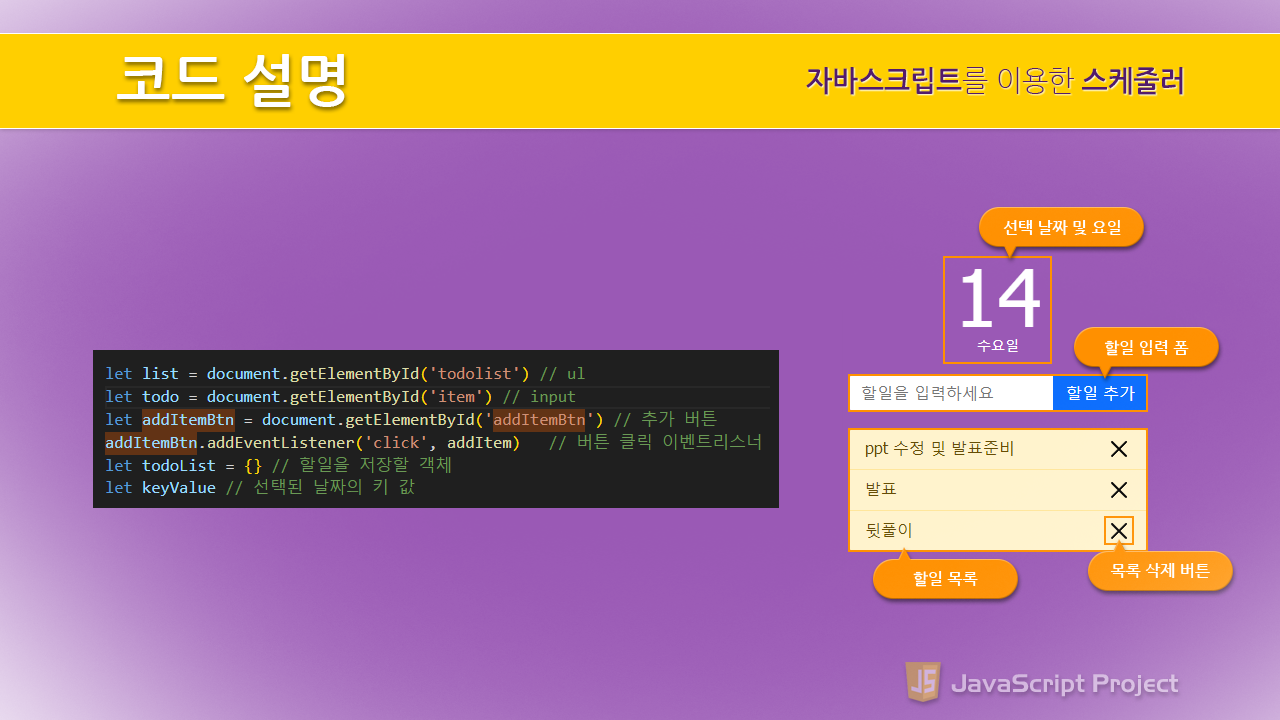 코드 설명
자바스크립트를 이용한 스케줄러
let list = document.getElementById('todolist') // ul
let todo = document.getElementById('item') // input
let addItemBtn = document.getElementById('addItemBtn') // 추가 버튼
addItemBtn.addEventListener('click', addItem)   // 버튼 클릭 이벤트리스너
let todoList = {} // 할일을 저장할 객체
let keyValue // 선택된 날짜의 키 값
선택 날짜 및 요일
14
수요일
할일 입력 폼
할일을 입력하세요 할일 추가
ppt 수정 및 발표준비
발표
뒷풀이
할일 목록
목록 삭제 버튼
JS JavaScript Project